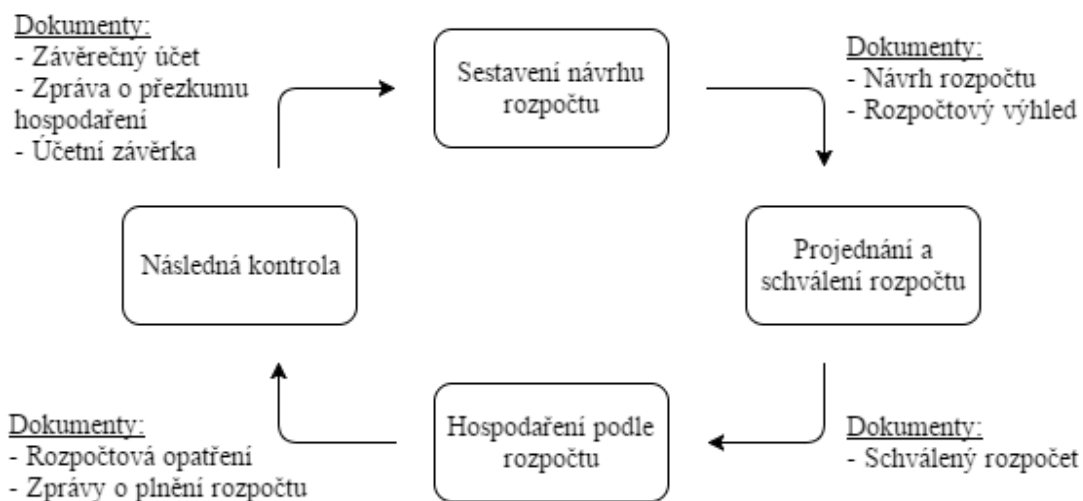 Dokumenty:
- Závěrečný účet
- Zpráva o přezkumu
hospodaření
- Účetní závěrka
Sestavení návrhu
rozpočtu
Dokumenty:
- Návrh rozpočtu
- Rozpočtový výhled
Následná kontrola
Projednání a
schválení rozpočtu
Dokumenty:
- Rozpočtová opatření
- Zprávy o plnění rozpočtu
Hospodaření podle
rozpočtu
Dokumenty:
- Schválený rozpočet